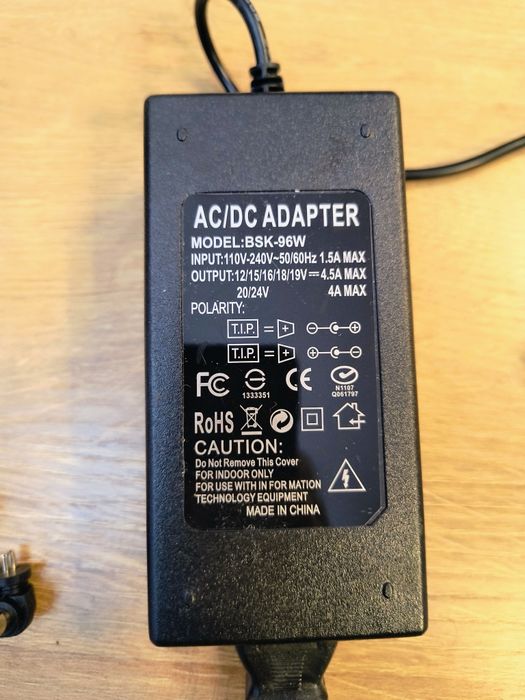 AC/DC ADAPTER
MODEL:BSK-96W
INPUT:110V-240V~50/60Hz 1.5A MAX
OUTPUT:12/15/16/18/19V⎓4.5A MAX
20/24V 4A MAX
POLARITY:
T.I.P. = +
T.I.P. = +
FC CE N1107
1333351 Q061797
RoHS
CAUTION:
Do Not Remove This Cover
FOR INDOOR ONLY
FOR USE WITH IN FOR MATION
TECHNOLOGY EQUIPMENT
MADE IN CHINA